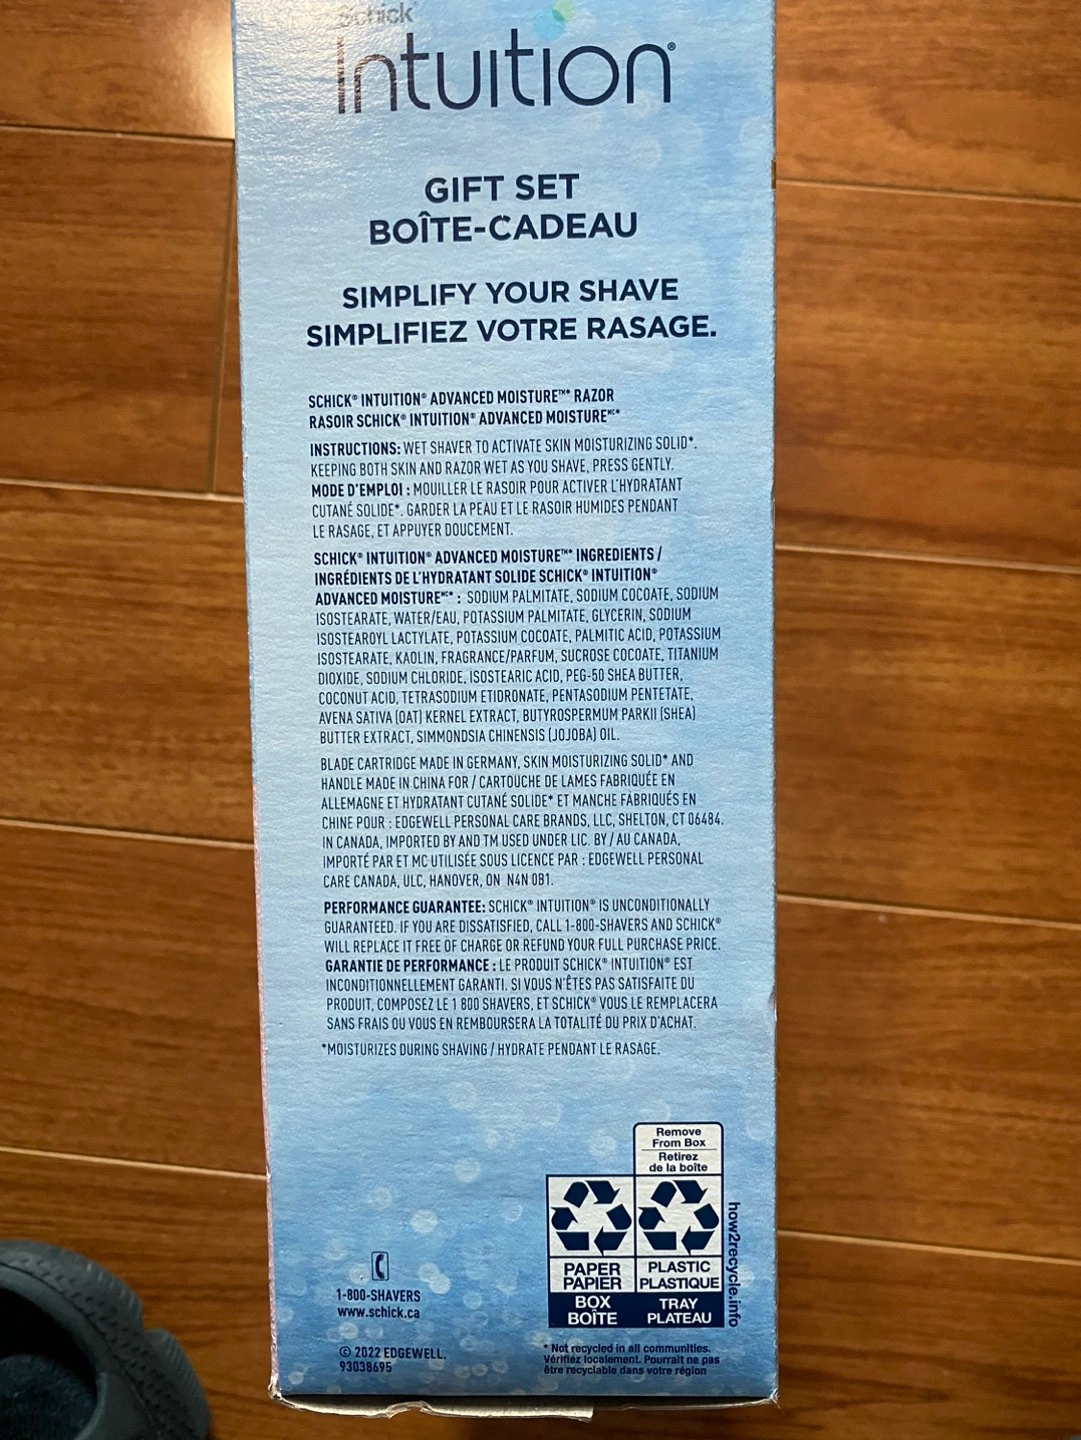 Schick
Intuition®
GIFT SET
BOÎTE-CADEAU
SIMPLIFY YOUR SHAVE
SIMPLIFIEZ VOTRE RASAGE.
SCHICK® INTUITION® ADVANCED MOISTURE™* RAZOR
RASOIR SCHICK® INTUITION® ADVANCED MOISTURE MC*
INSTRUCTIONS: WET SHAVER TO ACTIVATE SKIN MOISTURIZING SOLID*.
KEEPING BOTH SKIN AND RAZOR WET AS YOU SHAVE, PRESS GENTLY.
MODE D'EMPLOI : MOUILLER LE RASOIR POUR ACTIVER L'HYDRATANT
CUTANÉ SOLIDE*. GARDER LA PEAU ET LE RASOIR HUMIDES PENDANT
LE RASAGE, ET APPUYER DOUCEMENT.
SCHICK® INTUITION® ADVANCED MOISTURE™* INGREDIENTS /
INGRÉDIENTS DE L'HYDRATANT SOLIDE SCHICK® INTUITION®
ADVANCED MOISTURE MC* : SODIUM PALMITATE, SODIUM COCOATE, SODIUM
ISOSTEARATE, WATER/EAU, POTASSIUM PALMITATE, GLYCERIN, SODIUM
ISOSTEAROYL LACTYLATE, POTASSIUM COCOATE, PALMITIC ACID, POTASSIUM
ISOSTEARATE, KAOLIN, FRAGRANCE/PARFUM, SUCROSE COCOATE, TITANIUM
DIOXIDE, SODIUM CHLORIDE, ISOSTEARIC ACID, PEG-50 SHEA BUTTER,
COCONUT ACID, TETRASODIUM ETIDRONATE, PENTASODIUM PENTETATE,
AVENA SATIVA (OAT) KERNEL EXTRACT, BUTYROSPERMUM PARKII (SHEA)
BUTTER EXTRACT, SIMMONDSIA CHINENSIS (JOJOBA) OIL.
BLADE CARTRIDGE MADE IN GERMANY, SKIN MOISTURIZING SOLID* AND
HANDLE MADE IN CHINA FOR / CARTOUCHE DE LAMES FABRIQUÉE EN
ALLEMAGNE ET HYDRATANT CUTANÉ SOLIDE* ET MANCHE FABRIQUÉS EN
CHINE POUR : EDGEWELL PERSONAL CARE BRANDS, LLC, SHELTON, CT 06484.
IN CANADA, IMPORTED BY AND TM USED UNDER LIC. BY / AU CANADA,
IMPORTÉ PAR ET MC UTILISÉE SOUS LICENCE PAR : EDGEWELL PERSONAL
CARE CANADA, ULC, HANOVER, ON N4N 0B1.
PERFORMANCE GUARANTEE: SCHICK® INTUITION® IS UNCONDITIONALLY
GUARANTEED. IF YOU ARE DISSATISFIED, CALL 1-800-SHAVERS AND SCHICK®
WILL REPLACE IT FREE OF CHARGE OR REFUND YOUR FULL PURCHASE PRICE.
GARANTIE DE PERFORMANCE : LE PRODUIT SCHICK® INTUITION® EST
INCONDITIONNELLEMENT GARANTI. SI VOUS N'ÊTES PAS SATISFAITE DU
PRODUIT, COMPOSEZ LE 1 800 SHAVERS, ET SCHICK® VOUS LE REMPLACERA
SANS FRAIS OU VOUS EN REMBOURSERA LA TOTALITÉ DU PRIX D'ACHAT.
*MOISTURIZES DURING SHAVING / HYDRATE PENDANT LE RASAGE.
Remove
From Box
Retirez
de la boîte
PAPER
PAPIER
BOX
BOÎTE
PLASTIC
PLASTIQUE
TRAY
PLATEAU
how2recycle.info
1-800-SHAVERS
www.schick.ca
© 2022 EDGEWELL.
93038695
* Not recycled in all communities.
Vérifiez localement. Pourrait ne pas
être recyclable dans votre région